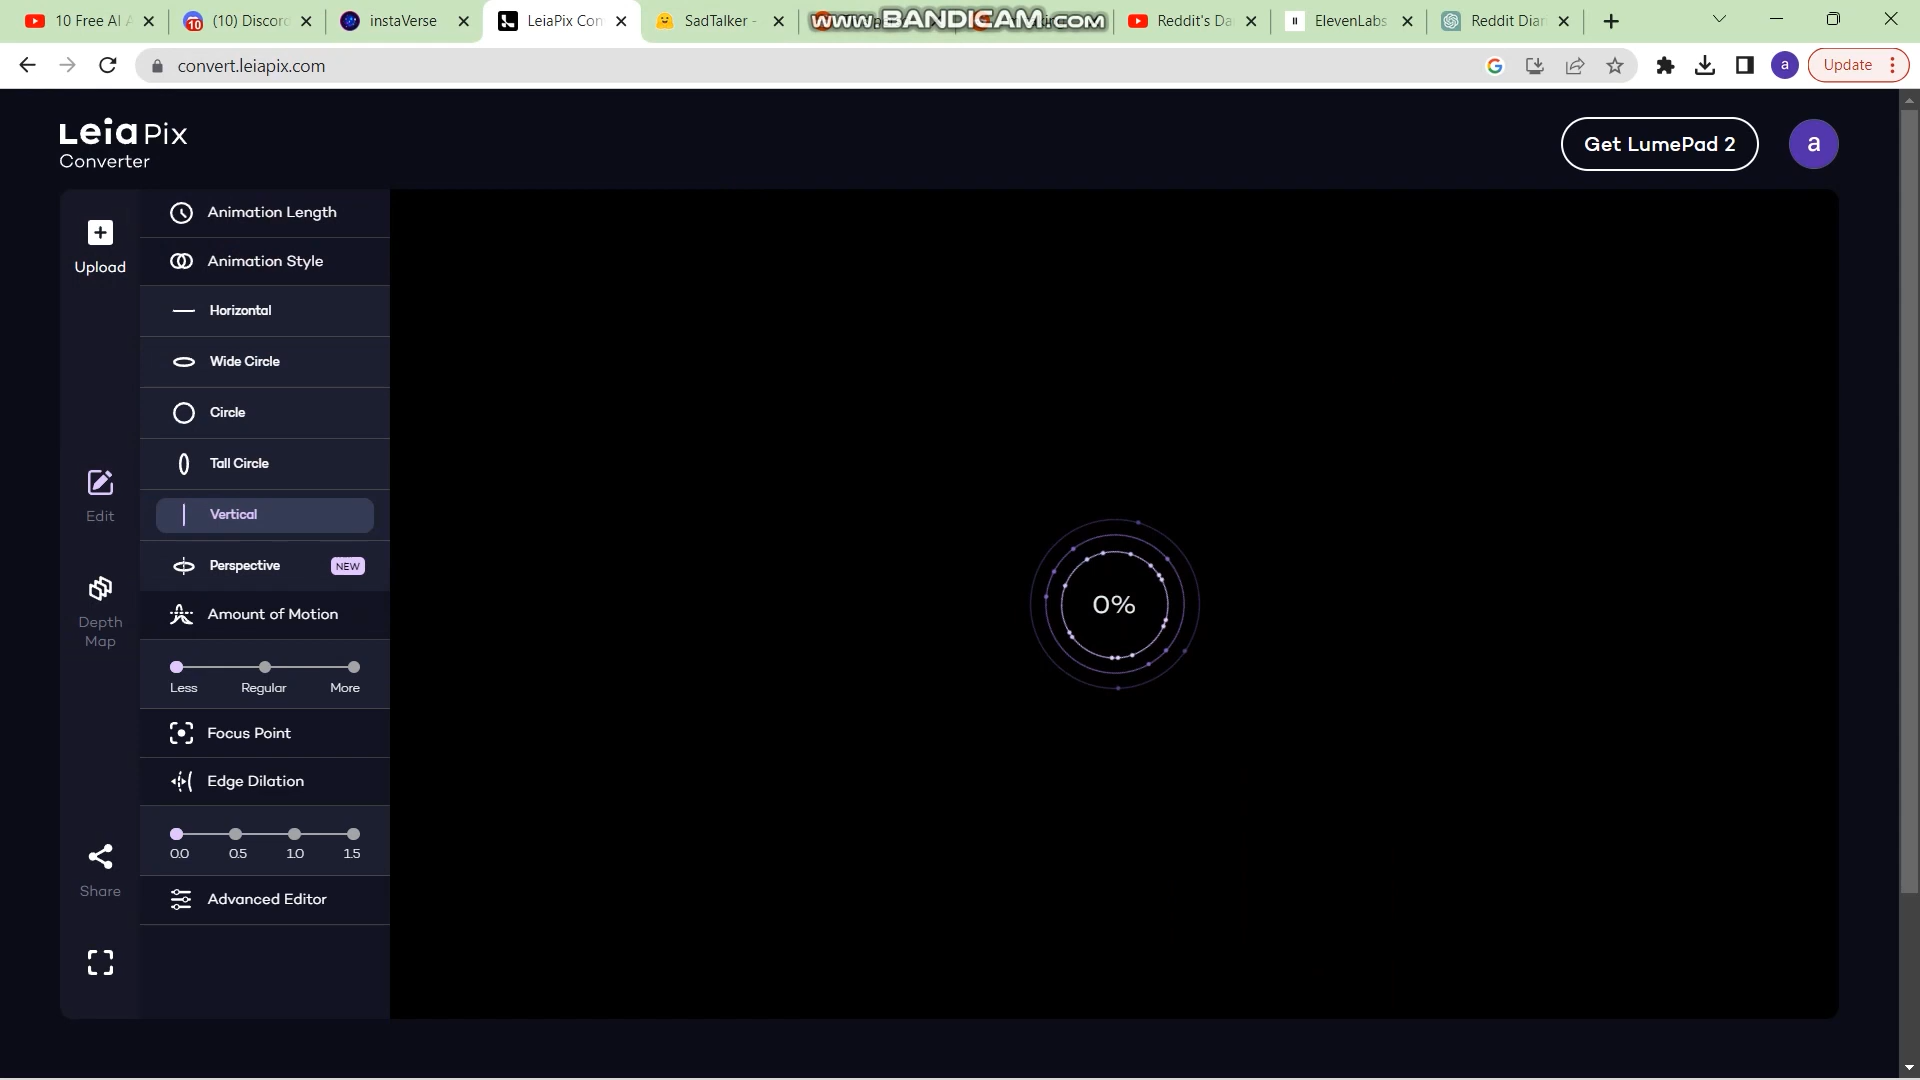 10 Free AI A
(10) Discord
instaVerse
LeiaPix Con
SadTalker -
www.BANDICAM.com
Reddit's Da
ElevenLabs
Reddit Diar
convert.leiapix.com
a
Update
Leia Pix
Converter
Get LumePad 2
a
Upload
Animation Length
Animation Style
Horizontal
Wide Circle
Circle
Tall Circle
Edit
Vertical
Perspective
NEW
Depth
Map
Amount of Motion
Less
Regular
More
0%
Focus Point
Edge Dilation
0.0
0.5
1.0
1.5
Share
Advanced Editor